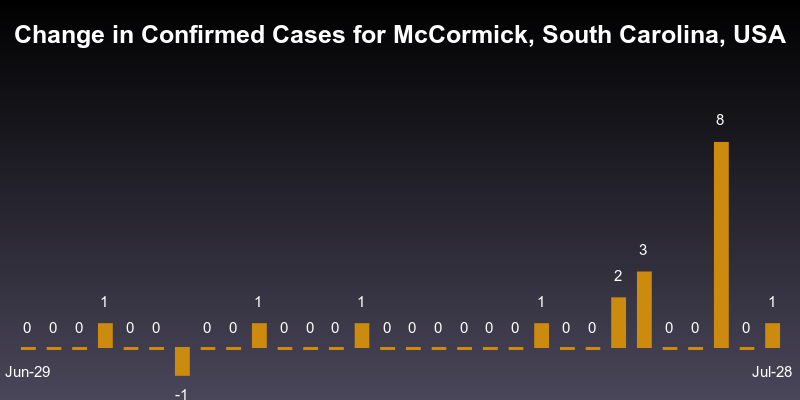 Change in Confirmed Cases for McCormick, South Carolina, USA
8
3
2
1 1 1 1 1
0 0 0 0 0 0 0 0 0 0 0 0 0 0 0 0 0 0 0 0 0
Jun-29 Jul-28
-1